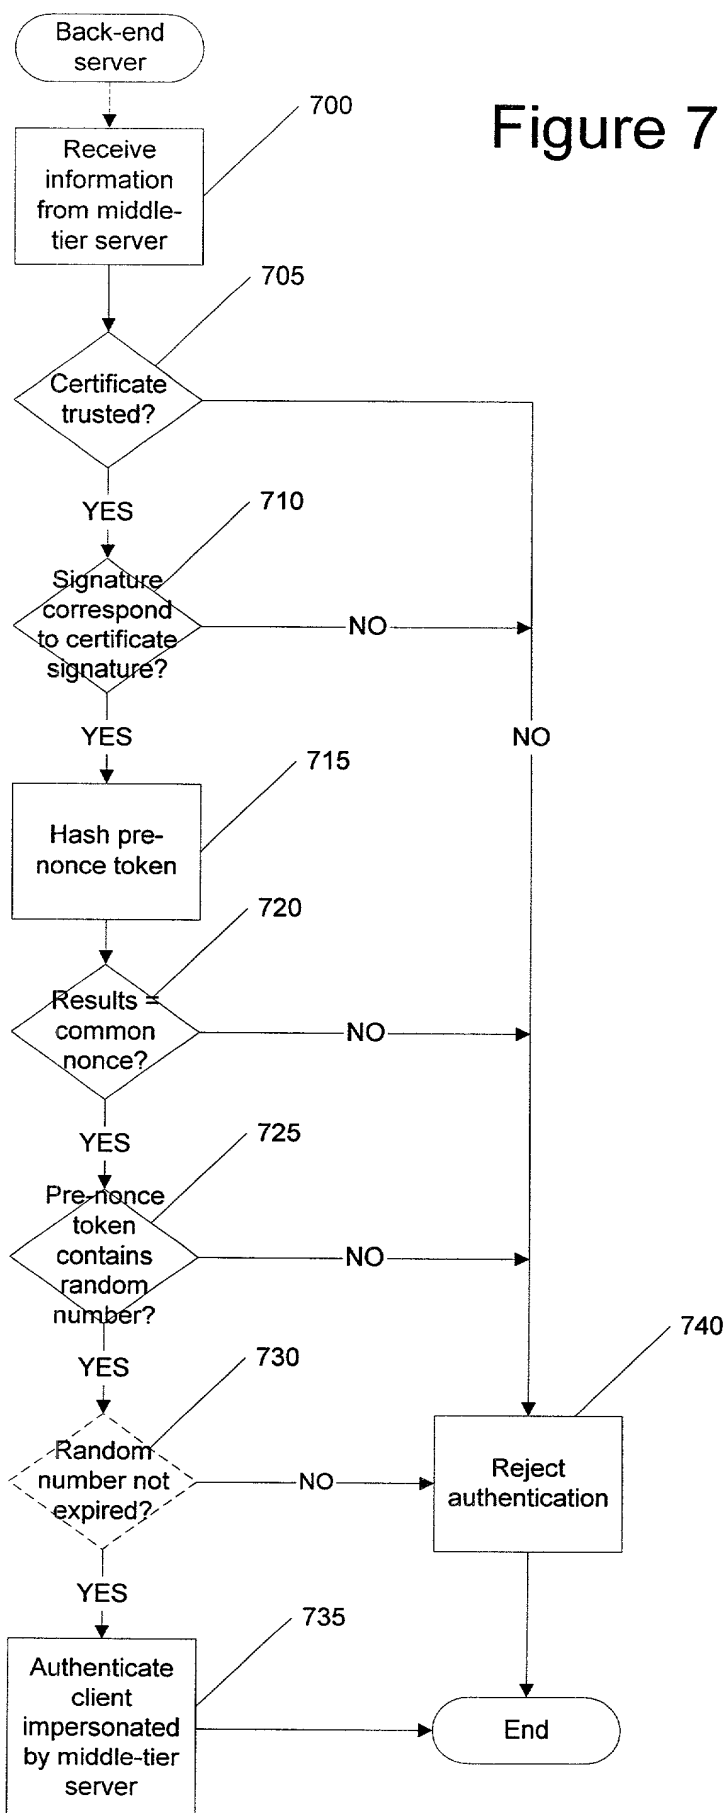 Back-end
server
Figure 7
700
Receive
information
from middle-
tier server
705
Certificate
trusted?
YES
710
Signature
correspond
to certificate
signature?
NO
YES
NO
715
Hash pre-
nonce token
720
Results =
common
nonce?
NO
YES
725
Pre-nonce
token
contains
random
number?
NO
YES
730
740
Random
number not
expired?
NO
Reject
authentication
YES
735
Authenticate
client
impersonated
by middle-tier
server
End